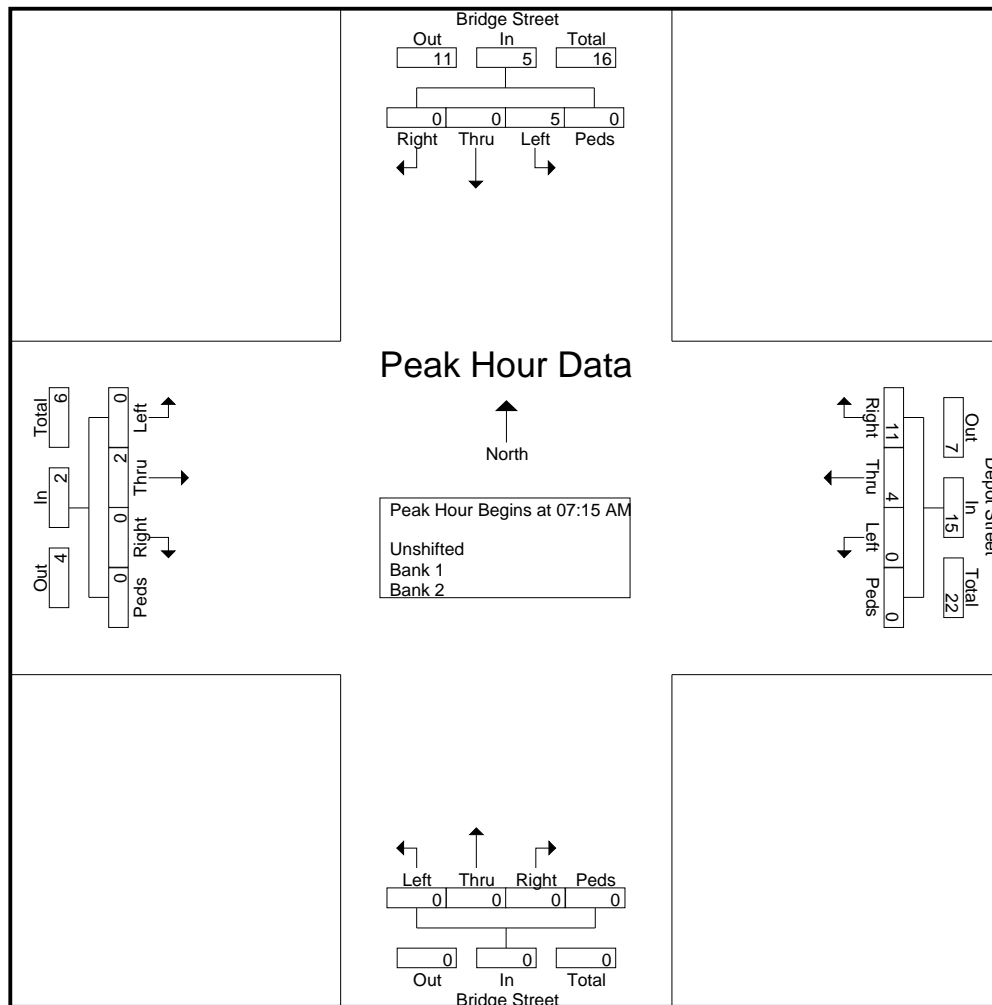 Bridge Street
Out In Total
11 5 16
0 0 5 0
Right Thru Left Peds
Peak Hour Data
North
Peak Hour Begins at 07:15 AM
Unshifted
Bank 1
Bank 2
Total In Out
6 2 4
0 2 0 0
Left Thru Right Peds
Depot Street
Out In Total
7 15 22
11 4 0 0
Right Thru Left Peds
Left Thru Right Peds
0 0 0 0
0 0 0
Out In Total
Bridge Street